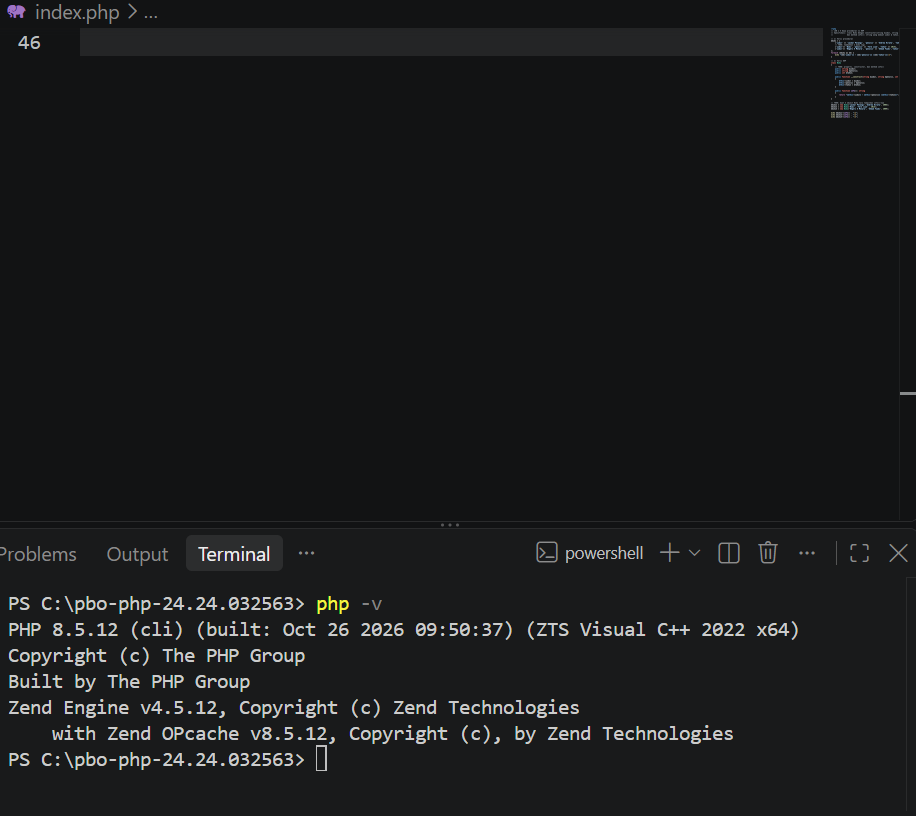 index.php > ...
46
Problems Output Terminal ...
powershell
PS C:\pbo-php-24.24.032563> php -v
PHP 8.5.12 (cli) (built: Oct 26 2026 09:50:37) (ZTS Visual C++ 2022 x64)
Copyright (c) The PHP Group
Built by The PHP Group
Zend Engine v4.5.12, Copyright (c) Zend Technologies
    with Zend OPcache v8.5.12, Copyright (c), by Zend Technologies
PS C:\pbo-php-24.24.032563>